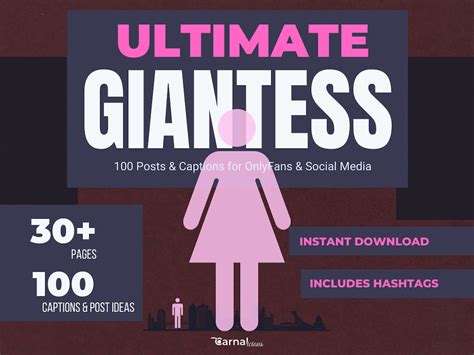 ULTIMATE
GIANTESS
100 Posts & Captions for OnlyFans & Social Media
30+
PAGES
100
CAPTIONS & POST IDEAS
INSTANT DOWNLOAD
INCLUDES HASHTAGS
Carnal